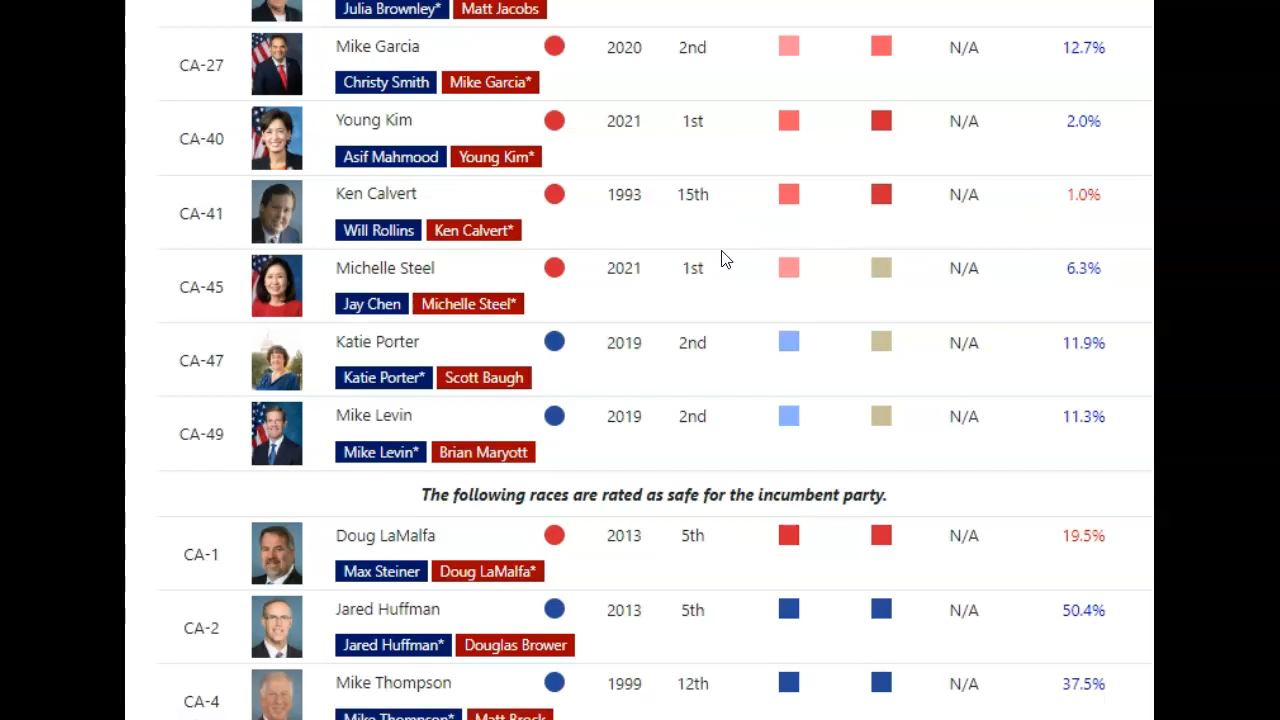 Julia Brownley* Matt Jacobs
CA-27 Mike Garcia 2020 2nd N/A 12.7%
Christy Smith Mike Garcia*
CA-40 Young Kim 2021 1st N/A 2.0%
Asif Mahmood Young Kim*
CA-41 Ken Calvert 1993 15th N/A 1.0%
Will Rollins Ken Calvert*
CA-45 Michelle Steel 2021 1st N/A 6.3%
Jay Chen Michelle Steel*
CA-47 Katie Porter 2019 2nd N/A 11.9%
Katie Porter* Scott Baugh
CA-49 Mike Levin 2019 2nd N/A 11.3%
Mike Levin* Brian Maryott
The following races are rated as safe for the incumbent party.
CA-1 Doug LaMalfa 2013 5th N/A 19.5%
Max Steiner Doug LaMalfa*
CA-2 Jared Huffman 2013 5th N/A 50.4%
Jared Huffman* Douglas Brower
CA-4 Mike Thompson 1999 12th N/A 37.5%
Mike Thompson* Matt Brock